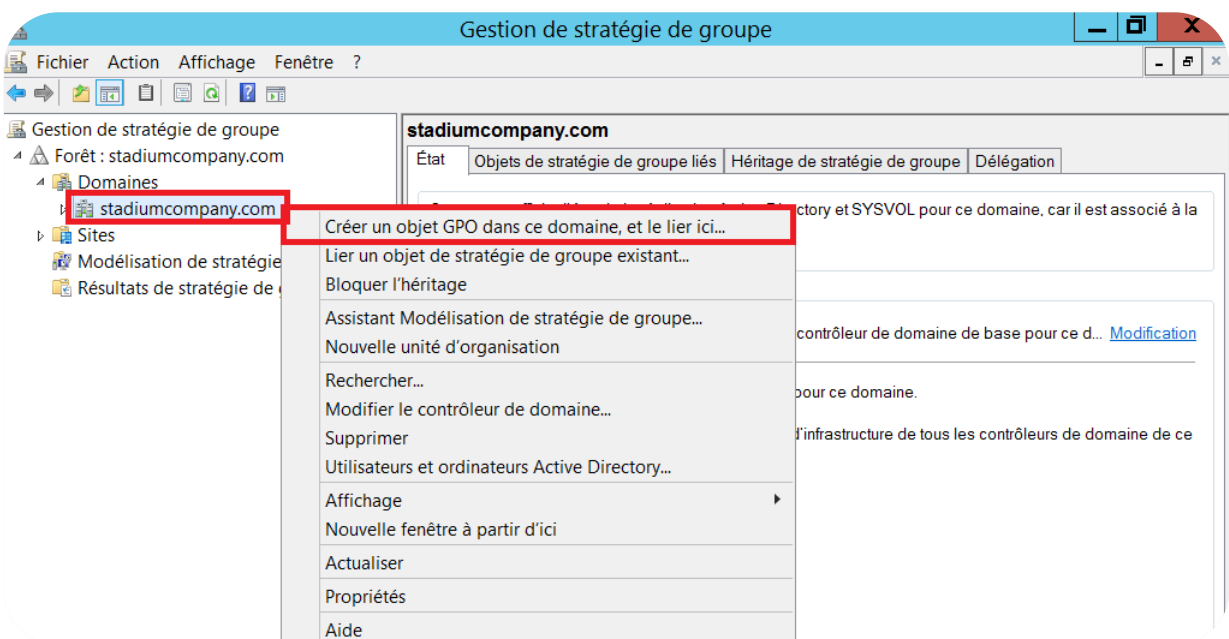 Gestion de stratégie de groupe
Fichier Action Affichage Fenêtre ?
Gestion de stratégie de groupe
Forêt : stadiumcompany.com
Domaines
stadiumcompany.com
Sites
Modélisation de stratégie
Résultats de stratégie de
stadiumcompany.com
État Objets de stratégie de groupe liés Héritage de stratégie de groupe Délégation
et SYSVOL pour ce domaine, car il est associé à la
contrôleur de domaine de base pour ce d... Modification
pour ce domaine.
d'infrastructure de tous les contrôleurs de domaine de ce
Créer un objet GPO dans ce domaine, et le lier ici...
Lier un objet de stratégie de groupe existant...
Bloquer l'héritage
Assistant Modélisation de stratégie de groupe...
Nouvelle unité d'organisation
Rechercher...
Modifier le contrôleur de domaine...
Supprimer
Utilisateurs et ordinateurs Active Directory...
Affichage
Nouvelle fenêtre à partir d'ici
Actualiser
Propriétés
Aide